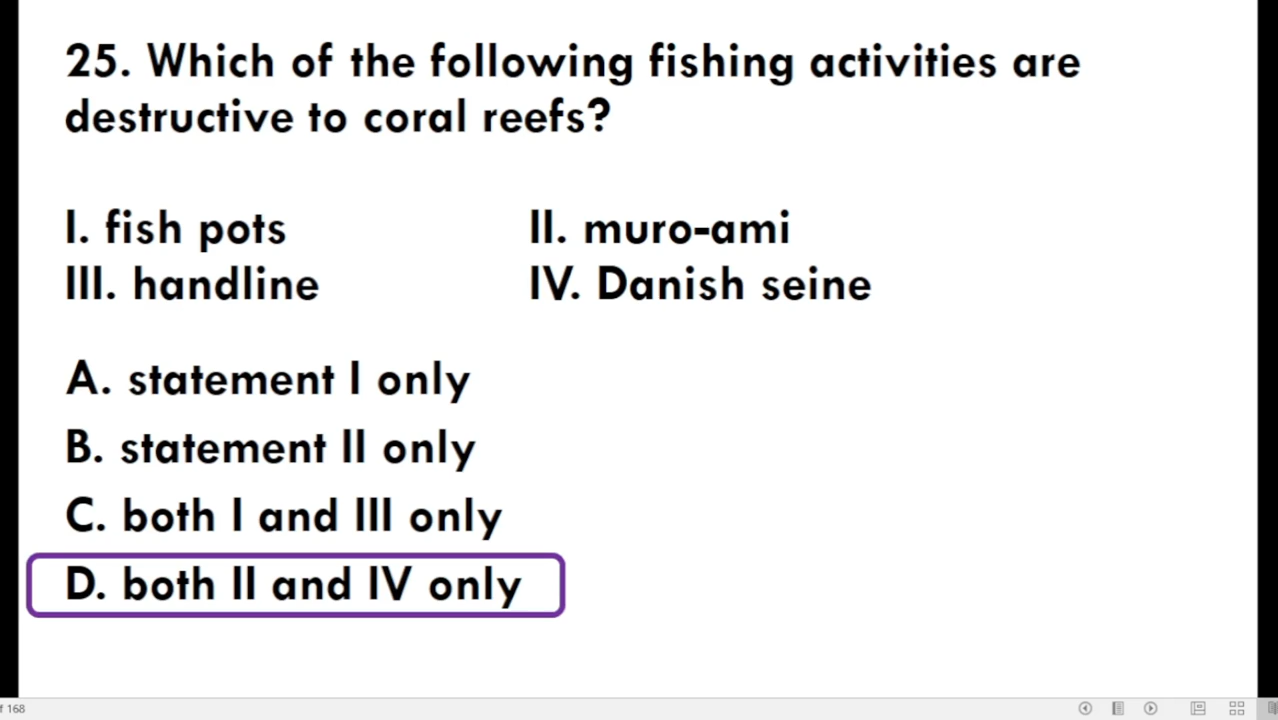 25. Which of the following fishing activities are
destructive to coral reefs?
I. fish pots II. muro-ami
III. handline IV. Danish seine
A. statement I only
B. statement II only
C. both I and III only
D. both II and IV only
f 168